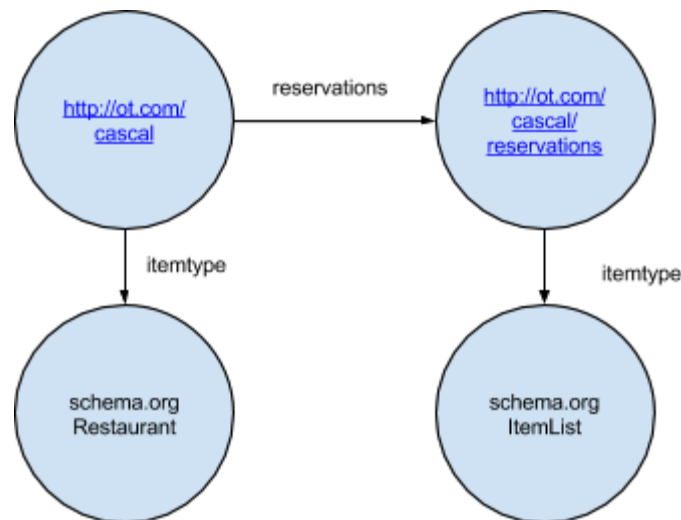 http://ot.com/
cascal
reservations
http://ot.com/
cascal/
reservations
itemtype
itemtype
schema.org
Restaurant
schema.org
ItemList